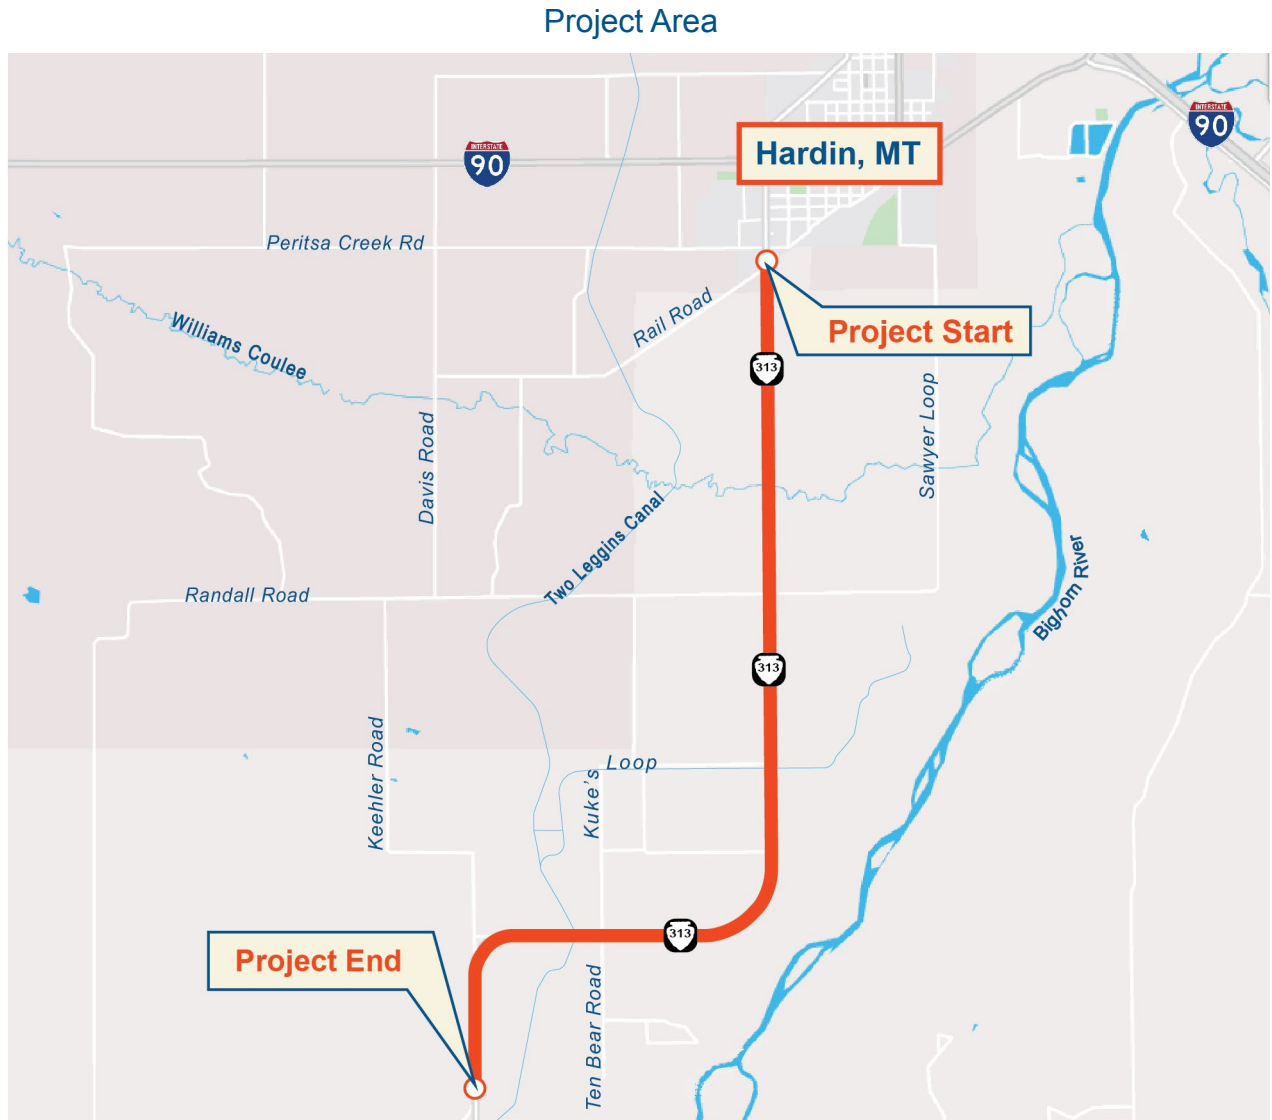 Project Area
INTERSTATE
90
INTERSTATE
90
Hardin, MT
Peritsa Creek Rd
Rail Road
Project Start
Williams Coulee
313
Davis Road
Sawyer Loop
Two Leggins Canal
Bighorn River
Randall Road
313
Keehler Road
Kuke's Loop
313
Project End
Ten Bear Road